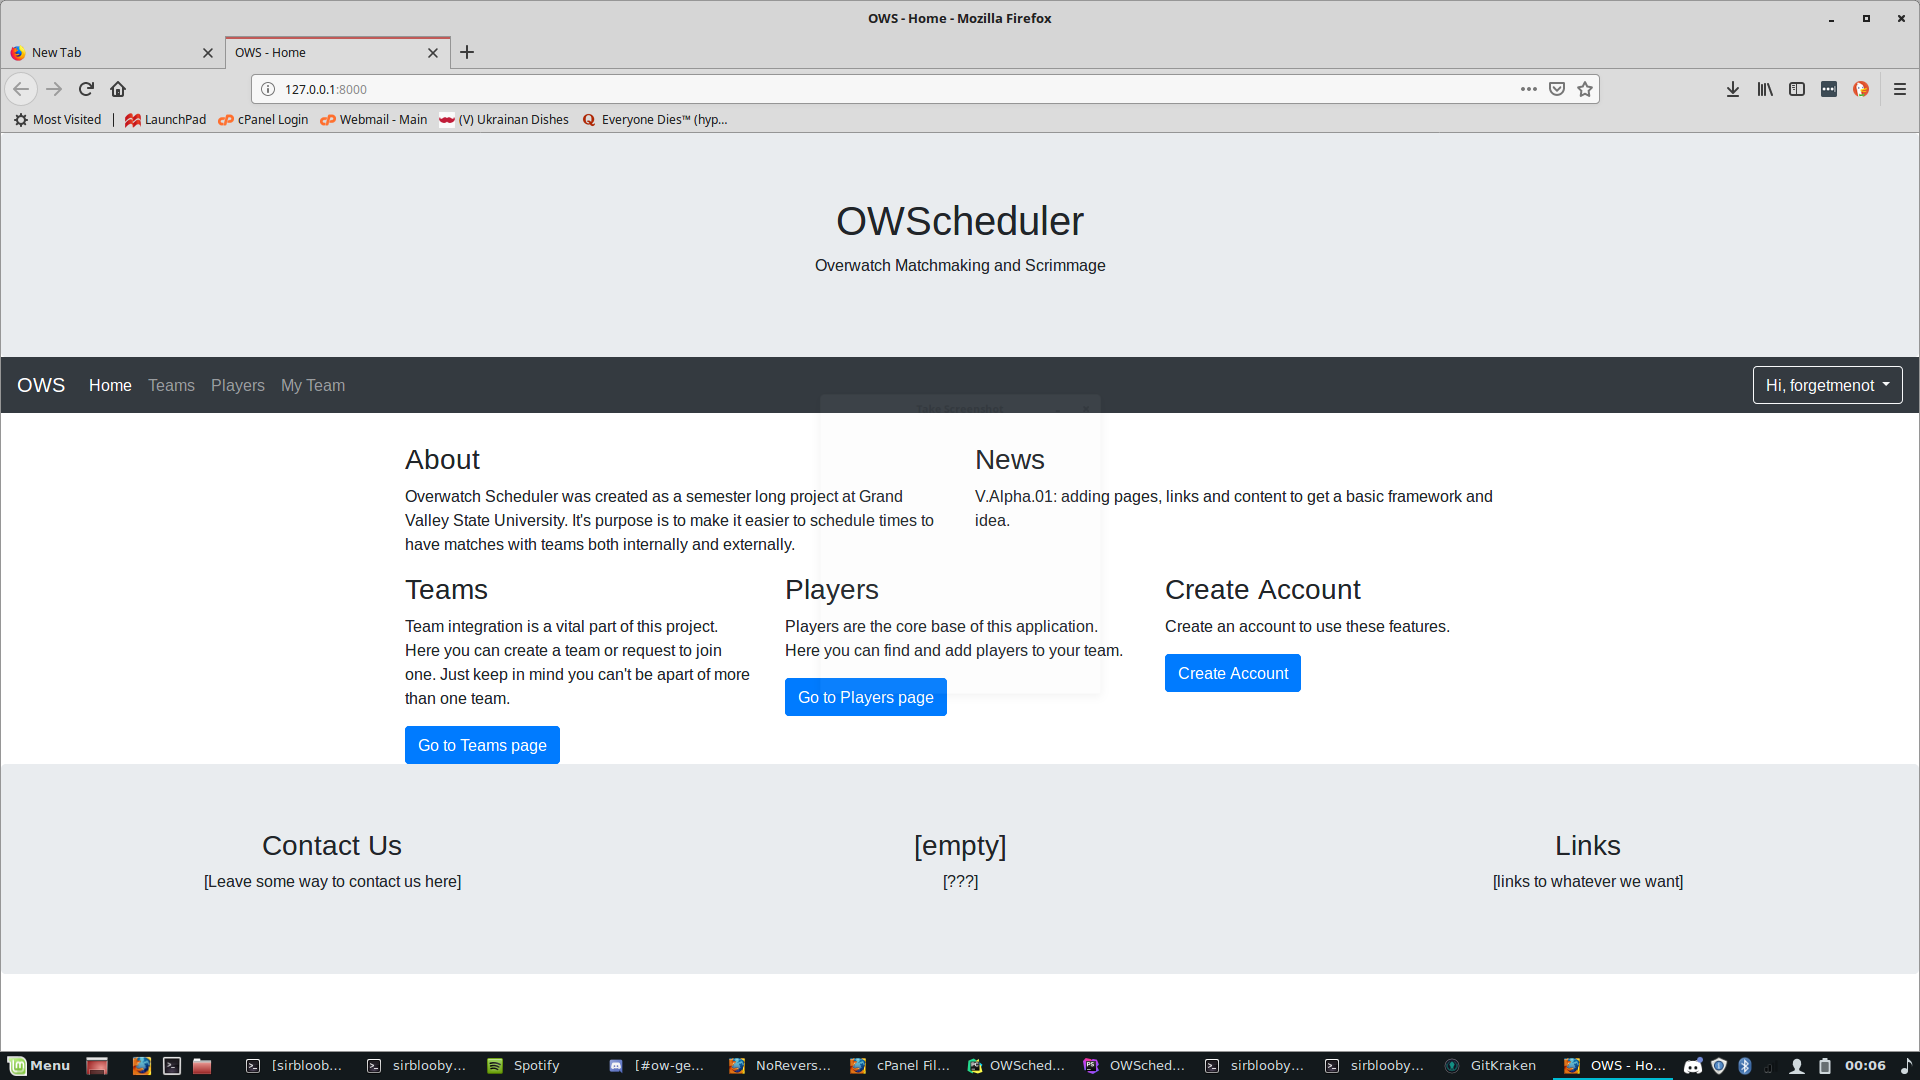 OWS - Home - Mozilla Firefox
New Tab
OWS - Home
127.0.0.1:8000
Most Visited
LaunchPad
cPanel Login
Webmail - Main
(V) Ukrainan Dishes
Everyone Dies™ (hyp...
OWScheduler
Overwatch Matchmaking and Scrimmage
OWS Home Teams Players My Team
Hi, forgetmenot
About
Overwatch Scheduler was created as a semester long project at Grand
Valley State University. It's purpose is to make it easier to schedule times to
have matches with teams both internally and externally.
News
V.Alpha.01: adding pages, links and content to get a basic framework and
idea.
Teams
Team integration is a vital part of this project.
Here you can create a team or request to join
one. Just keep in mind you can't be apart of more
than one team.
Go to Teams page
Players
Players are the core base of this application.
Here you can find and add players to your team.
Go to Players page
Create Account
Create an account to use these features.
Create Account
Contact Us
[Leave some way to contact us here]
[empty]
[???]
Links
[links to whatever we want]
Menu
[sirbloob...
sirblooby...
Spotify
[#ow-ge...
NoRevers...
cPanel Fil...
OWSched...
OWSched...
sirblooby...
sirblooby...
GitKraken
OWS - Ho...
00:06